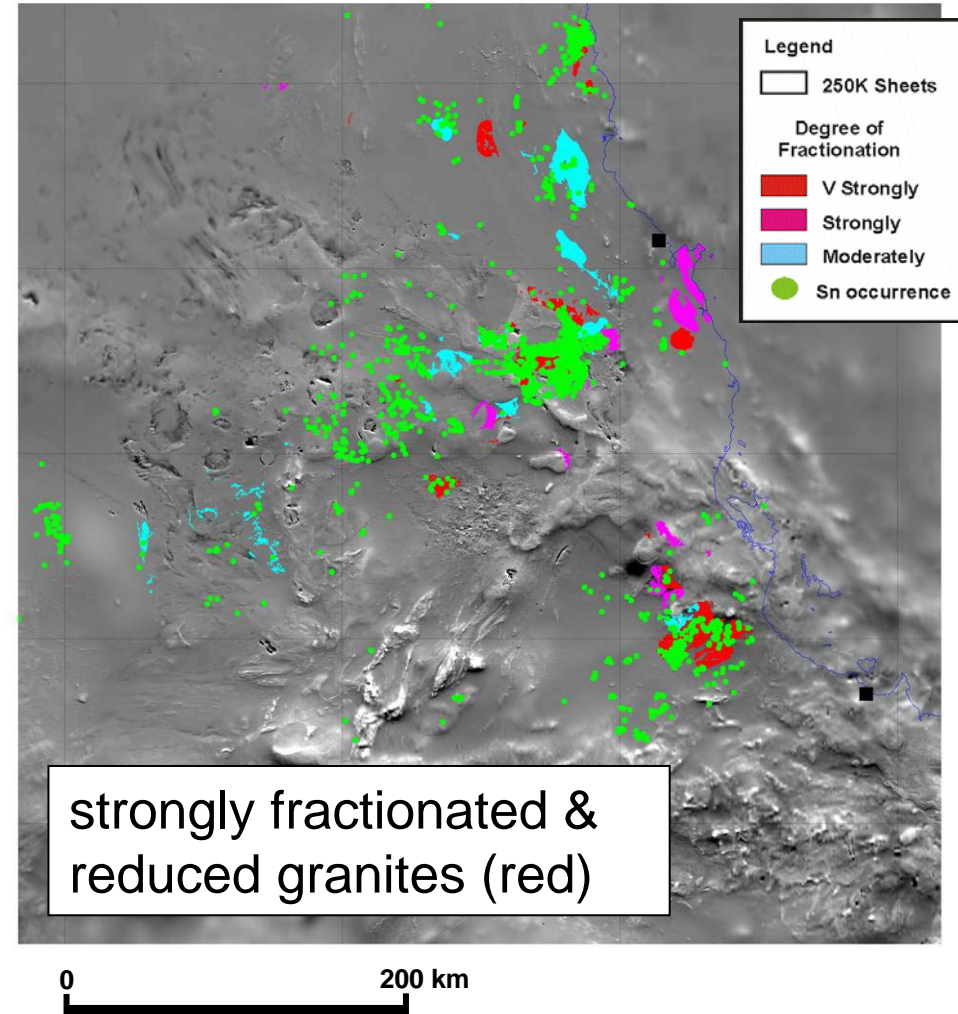 Legend
250K Sheets
Degree of
Fractionation
V Strongly
Strongly
Moderately
Sn occurrence
strongly fractionated &
reduced granites (red)
0 200 km